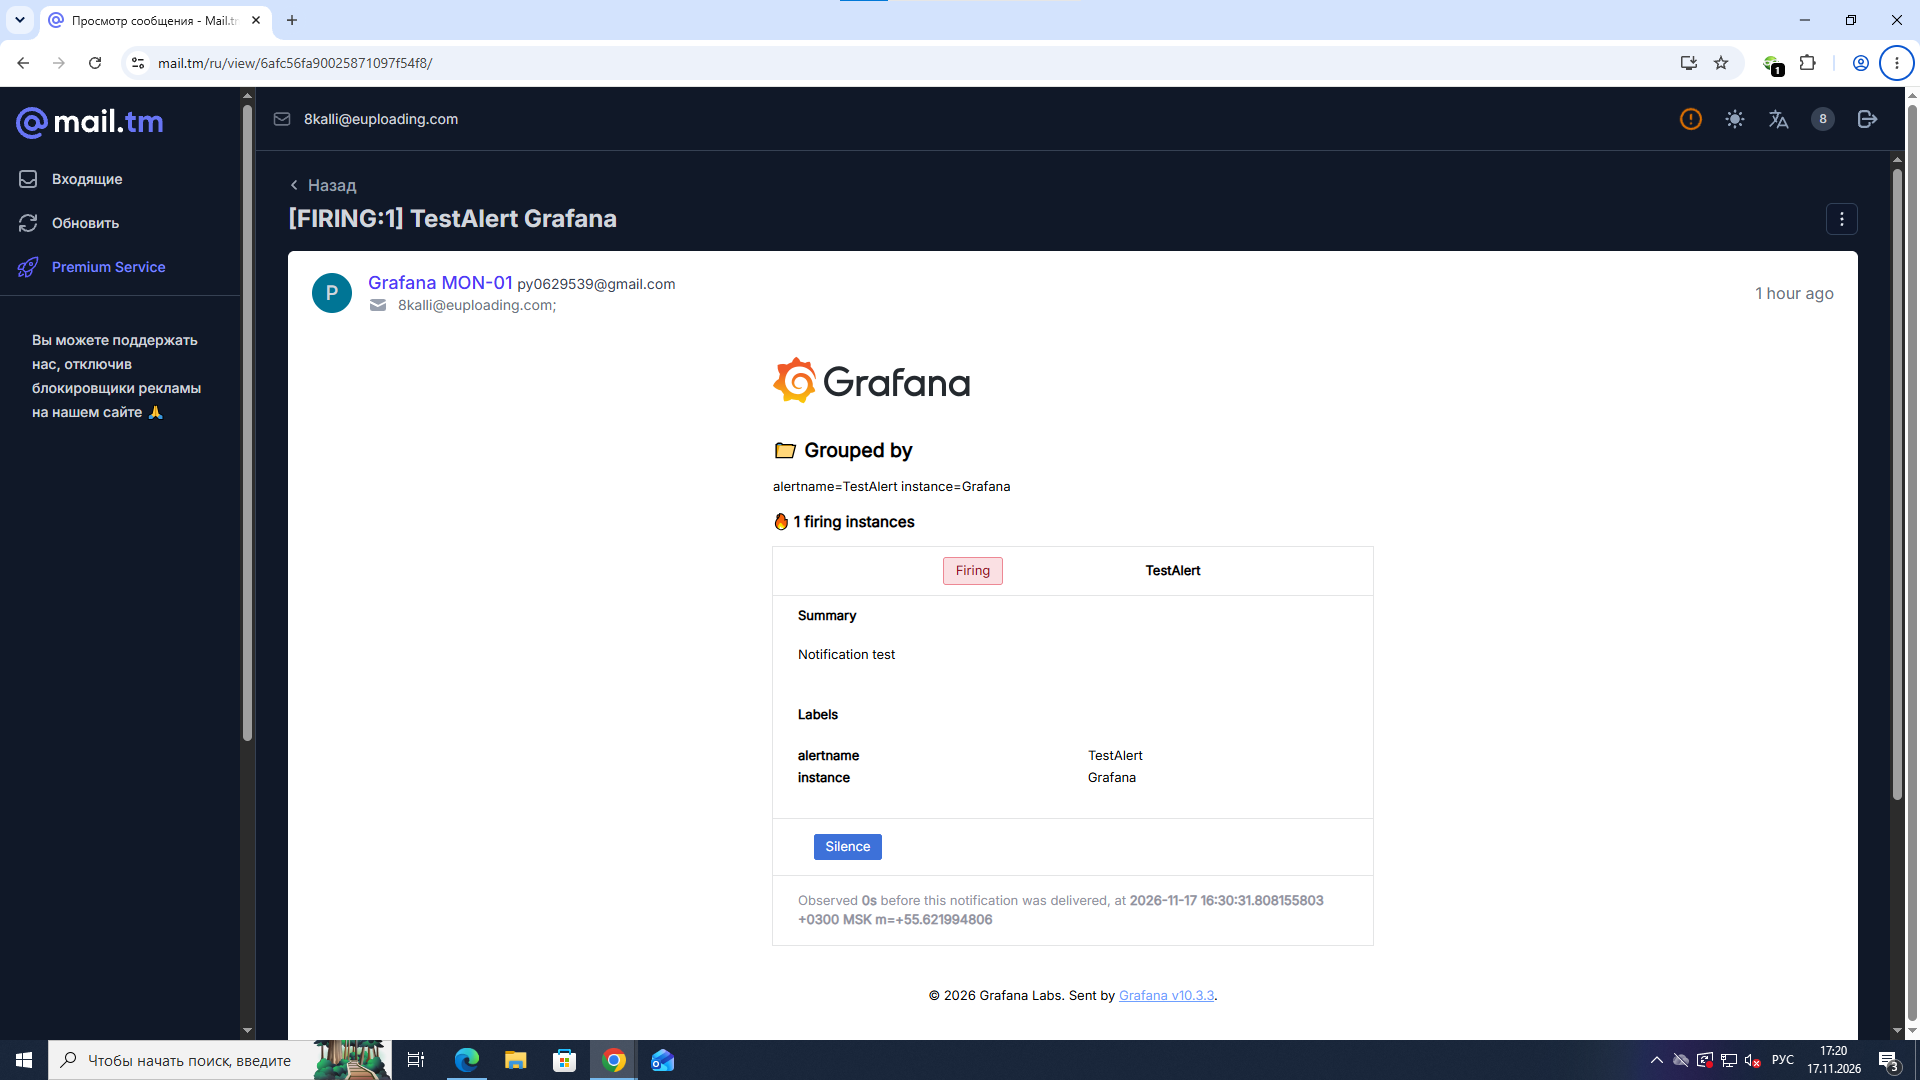 Просмотр сообщения - Mail.t
mail.tm/ru/view/6afc56fa90025871097f54f8/
1
mail.tm
8kalli@euploading.com
8
Входящие
Обновить
Premium Service
Вы можете поддержать
нас, отключив
блокировщики рекламы
на нашем сайте 🙏
Назад
[FIRING:1] TestAlert Grafana
P
Grafana MON-01 py0629539@gmail.com
8kalli@euploading.com;
1 hour ago
Grafana
📁 Grouped by
alertname=TestAlert instance=Grafana
🔥 1 firing instances
Firing
TestAlert
Summary
Notification test
Labels
alertname TestAlert
instance Grafana
Silence
Observed 0s before this notification was delivered, at 2026-11-17 16:30:31.808155803
+0300 MSK m=+55.621994806
© 2026 Grafana Labs. Sent by Grafana v10.3.3.
Чтобы начать поиск, введите
РУС
17:20
17.11.2026
3